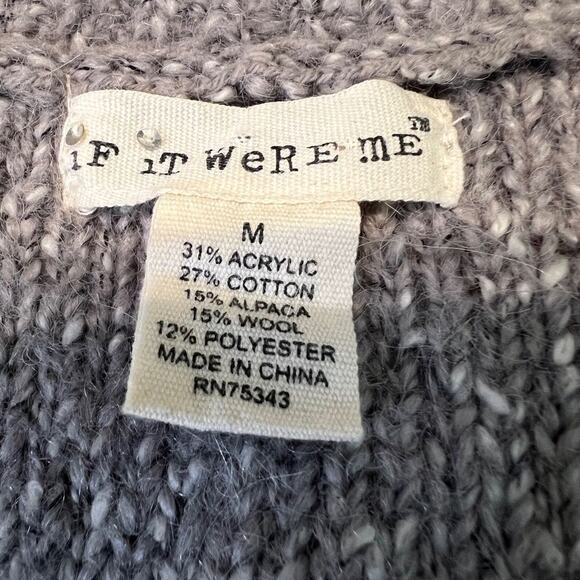 iF iT WeRE mE™
M
31% ACRYLIC
27% COTTON
15% ALPACA
15% WOOL
12% POLYESTER
MADE IN CHINA
RN75343